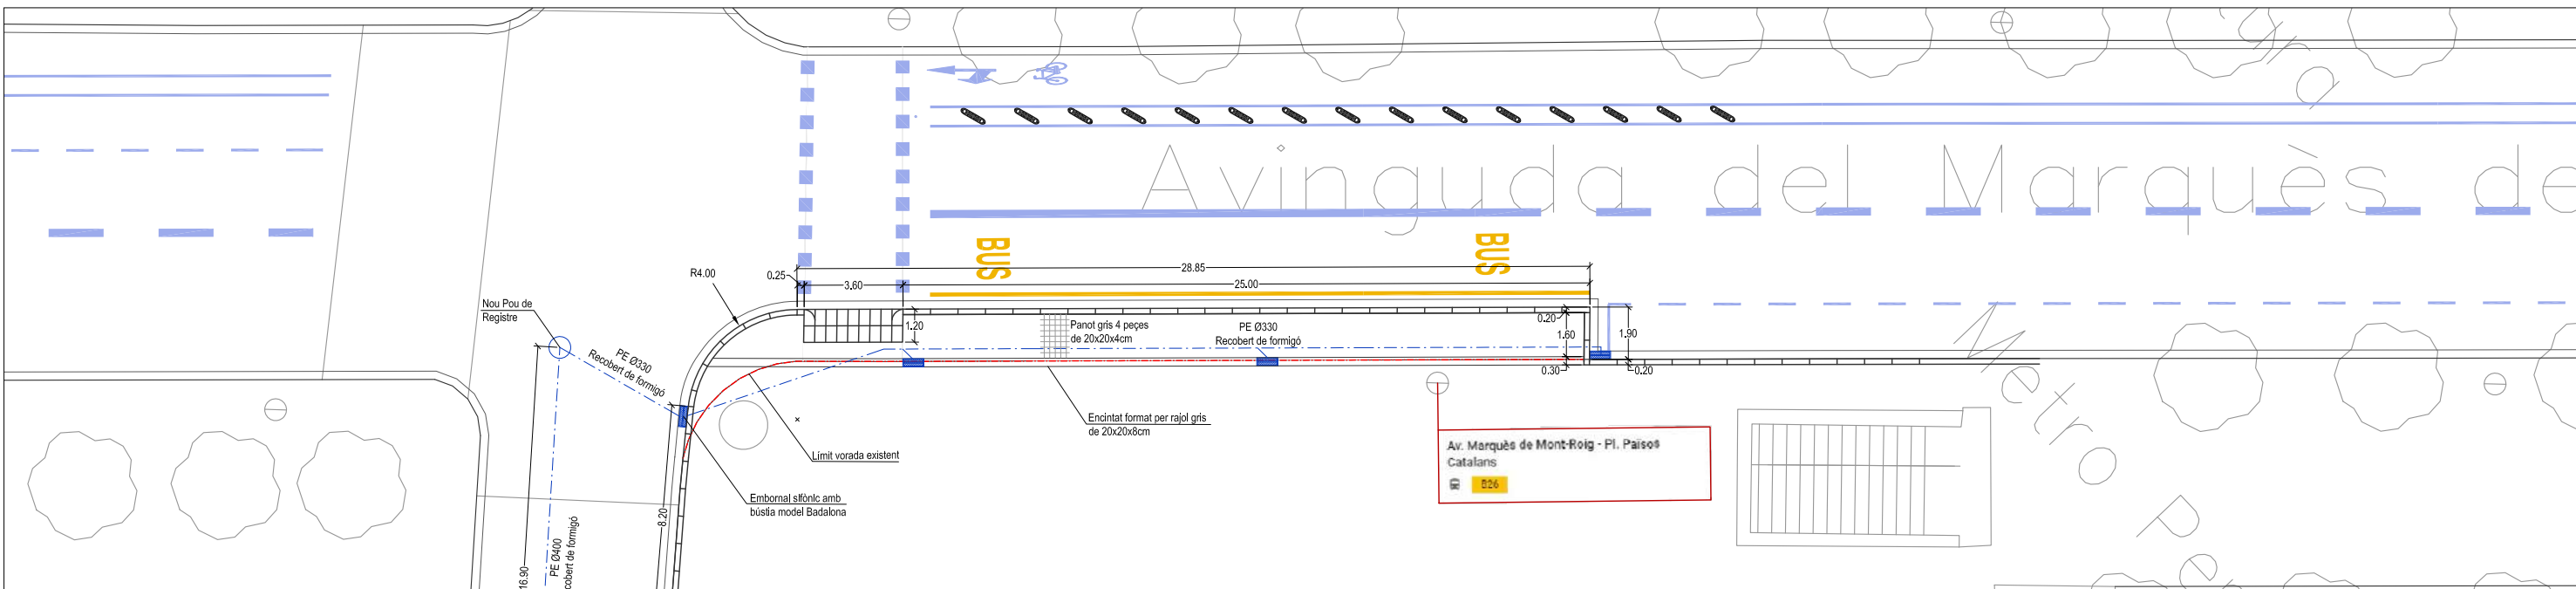 Avinguda del Marquès de
BUS
BUS
28.85
R4.00
0.25
3.60
25.00
Nou Pou de
Registre
PE Ø330
Recobert de formigó
1.20
Panot gris 4 peçes
de 20x20x4cm
PE Ø330
Recobert de formigó
0.20
1.60
1.90
0.30
0.20
Encintat format per rajol gris
de 20x20x8cm
Límit vorada existent
Embornal sifònic amb
bústia model Badalona
8.20
16.90
PE Ø400
cobert de formigó
Av. Marquès de Mont-Roig - Pl. Països
Catalans
B26
Metro P